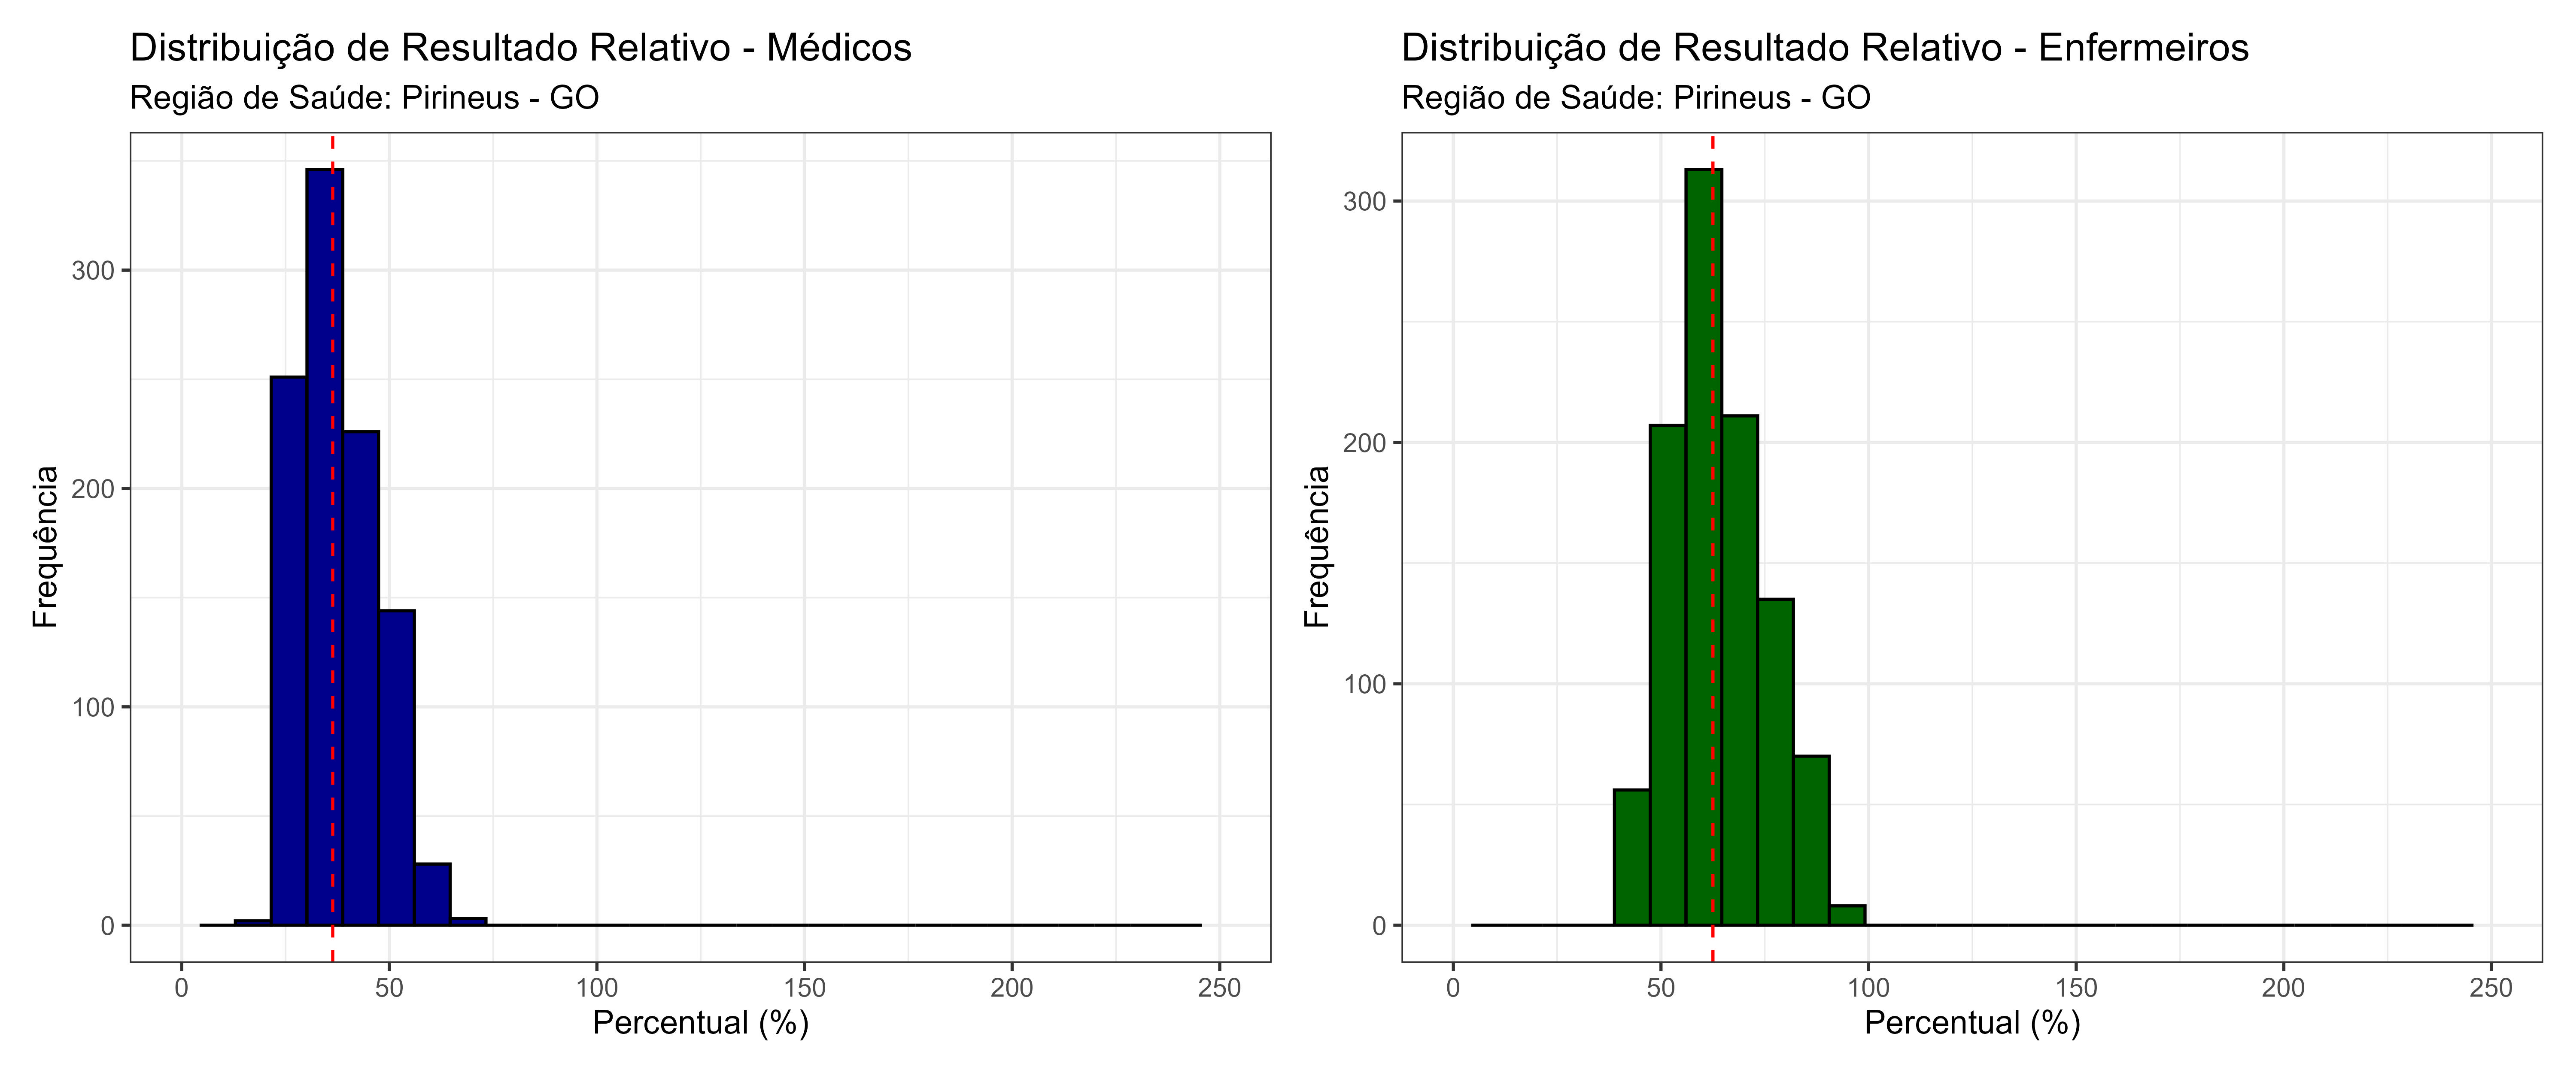 Distribuição de Resultado Relativo - Médicos
Região de Saúde: Pirineus - GO
Frequência
300
200
100
0
0 50 100 150 200 250
Percentual (%)
Distribuição de Resultado Relativo - Enfermeiros
Região de Saúde: Pirineus - GO
Frequência
300
200
100
0
0 50 100 150 200 250
Percentual (%)